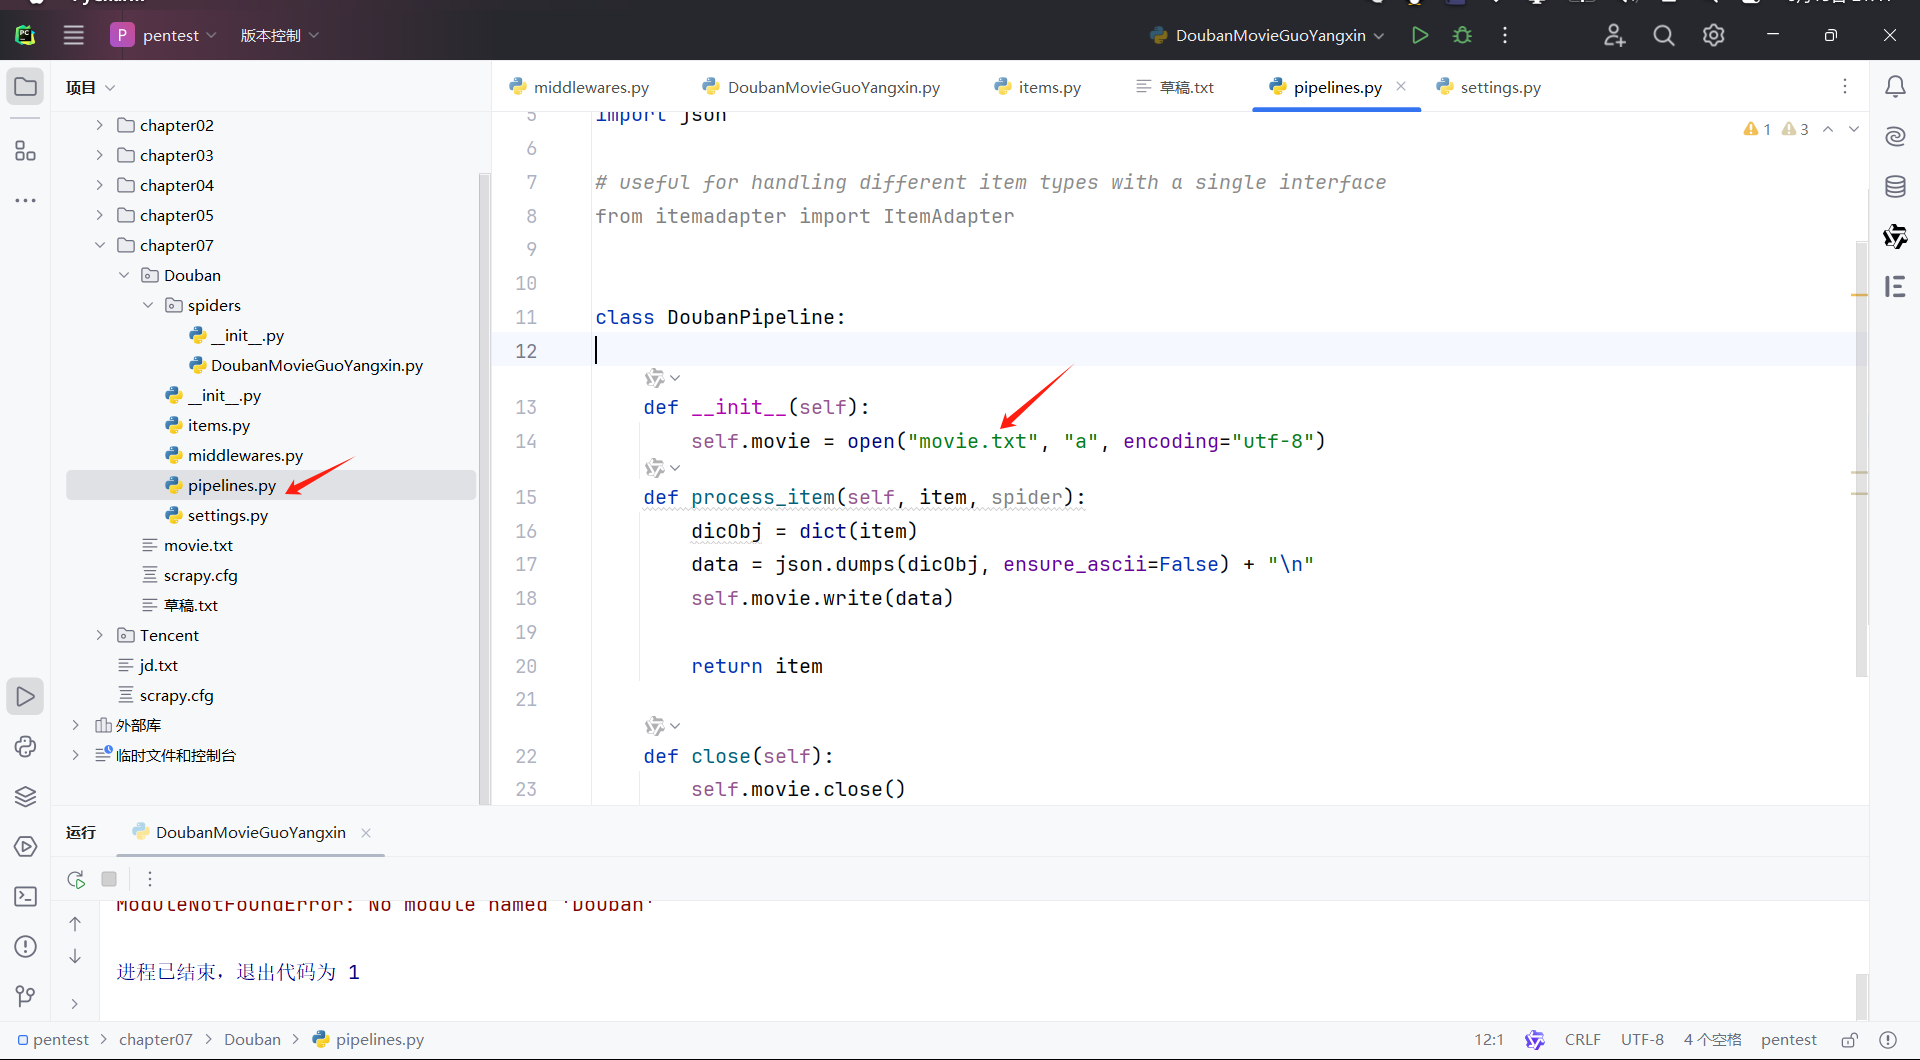 P pentest 版本控制 DoubanMovieGuoYangxin
项目
chapter02
chapter03
chapter04
chapter05
chapter07
Douban
spiders
__init__.py
DoubanMovieGuoYangxin.py
__init__.py
items.py
middlewares.py
pipelines.py
settings.py
movie.txt
scrapy.cfg
草稿.txt
Tencent
jd.txt
scrapy.cfg
外部库
临时文件和控制台
middlewares.py DoubanMovieGuoYangxin.py items.py 草稿.txt pipelines.py settings.py
1 3
5 import json
6
7 # useful for handling different item types with a single interface
8 from itemadapter import ItemAdapter
9
10
11 class DoubanPipeline:
12
13 def __init__(self):
14 self.movie = open("movie.txt", "a", encoding="utf-8")
15 def process_item(self, item, spider):
16 dicObj = dict(item)
17 data = json.dumps(dicObj, ensure_ascii=False) + "\n"
18 self.movie.write(data)
19
20 return item
21
22 def close(self):
23 self.movie.close()
运行 DoubanMovieGuoYangxin
ModuleNotFoundError: No module named 'Douban'
进程已结束，退出代码为 1
pentest chapter07 Douban pipelines.py 12:1 CRLF UTF-8 4 个空格 pentest